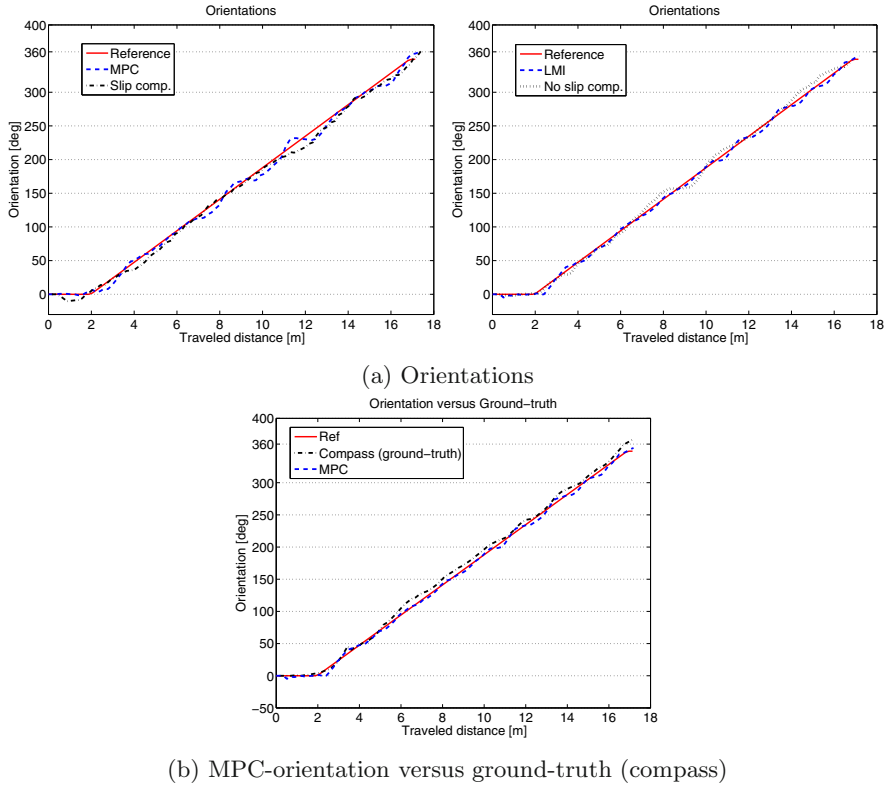 Orientations
400
360
300
250
200
150
100
50
0
Orientation [deg]
Reference
MPC
Slip comp.
0 2 4 6 8 10 12 14 16 18
Traveled distance [m]
Orientations
400
360
300
250
200
150
100
50
0
Orientation [deg]
Reference
LMI
No slip comp.
0 2 4 6 8 10 12 14 16 18
Traveled distance [m]
(a) Orientations
Orientation versus Ground−truth
400
360
300
250
200
150
100
50
0
−50
Orientation [deg]
Ref
Compass (ground−truth)
MPC
0 2 4 6 8 10 12 14 16 18
Traveled distance [m]
(b) MPC-orientation versus ground-truth (compass)